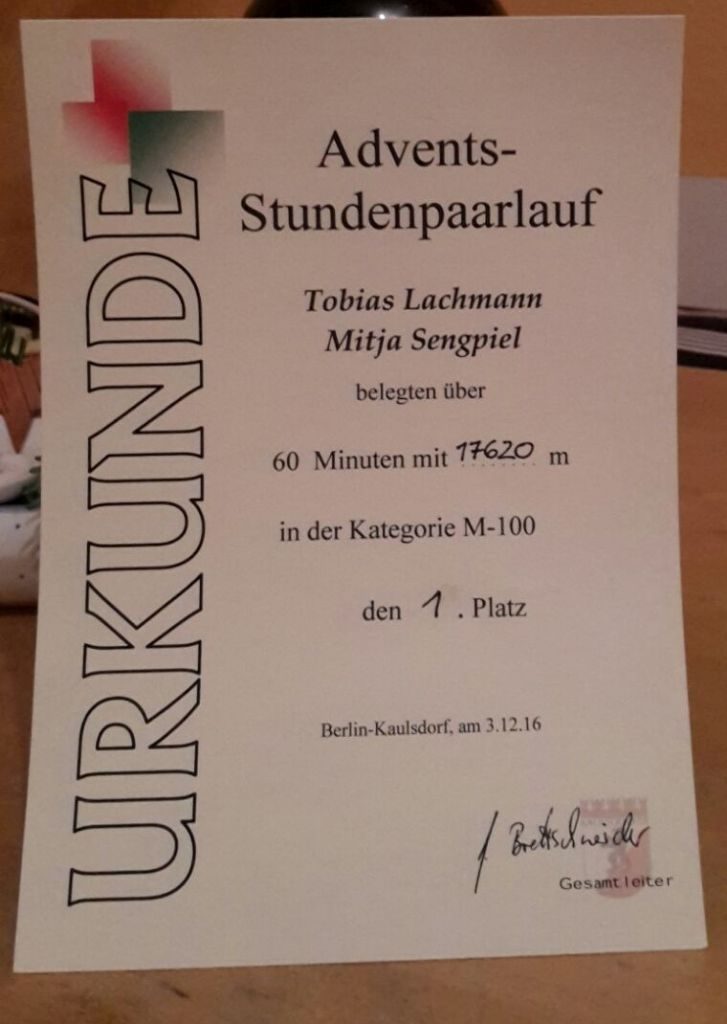 URKUNDE
Advents-
Stundenpaarlauf
Tobias Lachmann
Mitja Sengpiel
belegten über
60 Minuten mit 17620 m
in der Kategorie M-100
den 1. Platz
Berlin-Kaulsdorf, am 3.12.16
Brettschneider
Gesamtleiter